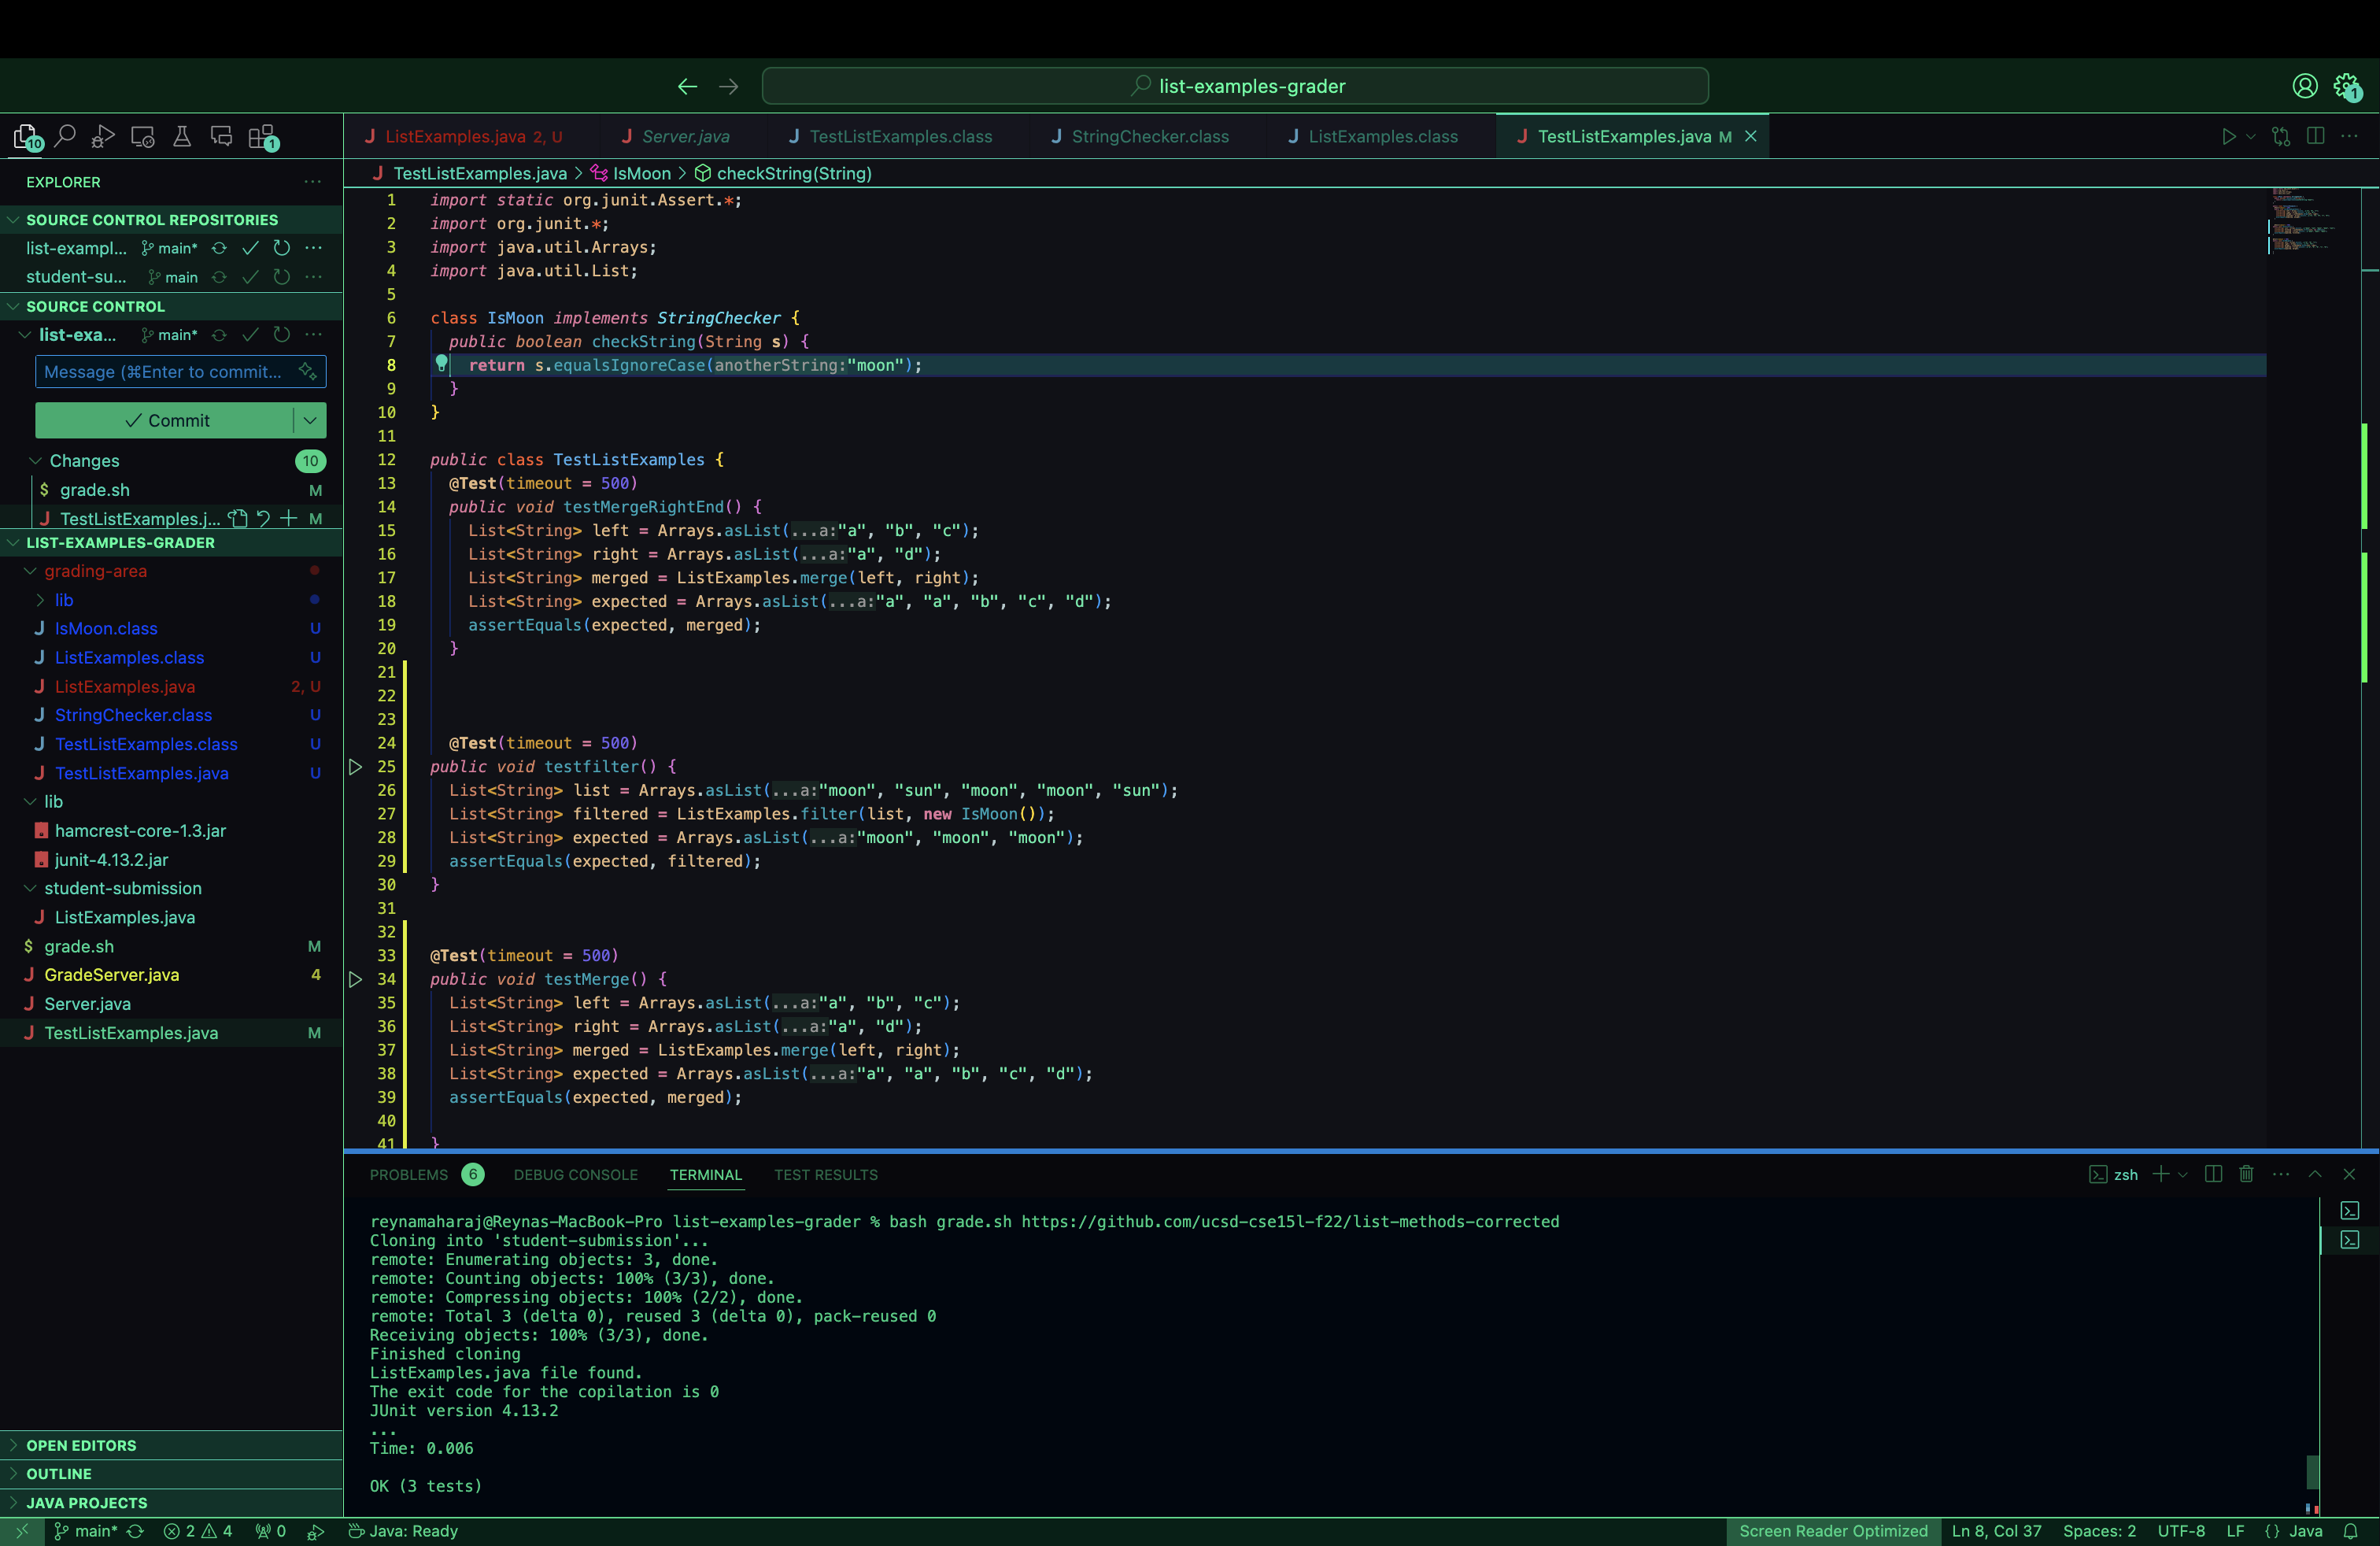 list-examples-grader
1
10
1
ListExamples.java 2, U
Server.java
TestListExamples.class
StringChecker.class
ListExamples.class
TestListExamples.java M
EXPLORER
TestListExamples.java > IsMoon > checkString(String)
SOURCE CONTROL REPOSITORIES
list-exampl... main*
student-su... main
SOURCE CONTROL
list-exa... main*
Message (⌘Enter to commit...
Commit
Changes 10
$ grade.sh M
TestListExamples.j... M
LIST-EXAMPLES-GRADER
grading-area
lib
IsMoon.class U
ListExamples.class U
ListExamples.java 2, U
StringChecker.class U
TestListExamples.class U
TestListExamples.java U
lib
hamcrest-core-1.3.jar
junit-4.13.2.jar
student-submission
ListExamples.java
$ grade.sh M
GradeServer.java 4
Server.java
TestListExamples.java M
OPEN EDITORS
OUTLINE
JAVA PROJECTS
1 import static org.junit.Assert.*;
2 import org.junit.*;
3 import java.util.Arrays;
4 import java.util.List;
5
6 class IsMoon implements StringChecker {
7 public boolean checkString(String s) {
8 return s.equalsIgnoreCase(anotherString:"moon");
9 }
10 }
11
12 public class TestListExamples {
13 @Test(timeout = 500)
14 public void testMergeRightEnd() {
15 List<String> left = Arrays.asList(...a:"a", "b", "c");
16 List<String> right = Arrays.asList(...a:"a", "d");
17 List<String> merged = ListExamples.merge(left, right);
18 List<String> expected = Arrays.asList(...a:"a", "a", "b", "c", "d");
19 assertEquals(expected, merged);
20 }
21
22
23
24 @Test(timeout = 500)
25 public void testfilter() {
26 List<String> list = Arrays.asList(...a:"moon", "sun", "moon", "moon", "sun");
27 List<String> filtered = ListExamples.filter(list, new IsMoon());
28 List<String> expected = Arrays.asList(...a:"moon", "moon", "moon");
29 assertEquals(expected, filtered);
30 }
31
32
33 @Test(timeout = 500)
34 public void testMerge() {
35 List<String> left = Arrays.asList(...a:"a", "b", "c");
36 List<String> right = Arrays.asList(...a:"a", "d");
37 List<String> merged = ListExamples.merge(left, right);
38 List<String> expected = Arrays.asList(...a:"a", "a", "b", "c", "d");
39 assertEquals(expected, merged);
40
41 }
PROBLEMS 6 DEBUG CONSOLE TERMINAL TEST RESULTS
zsh
reynamaharaj@Reynas-MacBook-Pro list-examples-grader % bash grade.sh https://github.com/ucsd-cse15l-f22/list-methods-corrected
Cloning into 'student-submission'...
remote: Enumerating objects: 3, done.
remote: Counting objects: 100% (3/3), done.
remote: Compressing objects: 100% (2/2), done.
remote: Total 3 (delta 0), reused 3 (delta 0), pack-reused 0
Receiving objects: 100% (3/3), done.
Finished cloning
ListExamples.java file found.
The exit code for the copilation is 0
JUnit version 4.13.2
...
Time: 0.006
OK (3 tests)
main* 2 4 0 Java: Ready
Screen Reader Optimized Ln 8, Col 37 Spaces: 2 UTF-8 LF {} Java